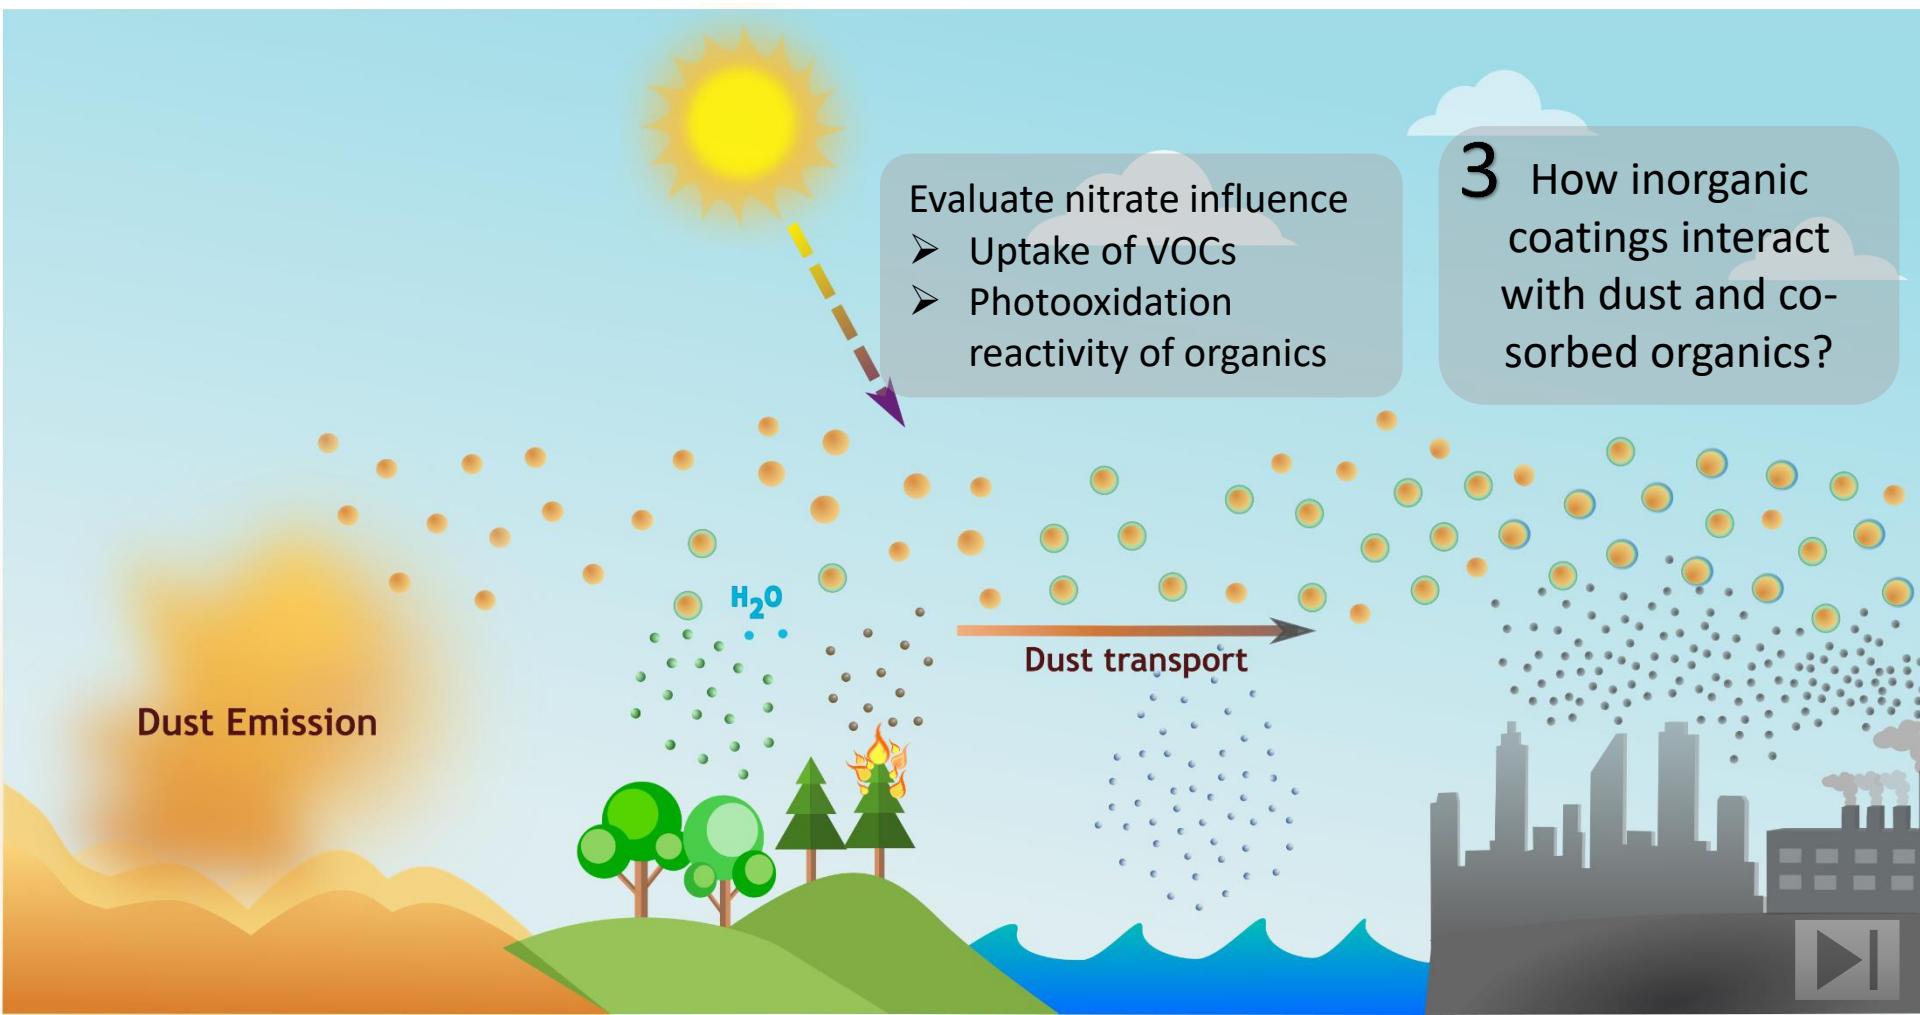 Evaluate nitrate influence
➢ Uptake of VOCs
➢ Photooxidation
reactivity of organics
3 How inorganic
coatings interact
with dust and co-
sorbed organics?
H₂O
Dust transport
Dust Emission